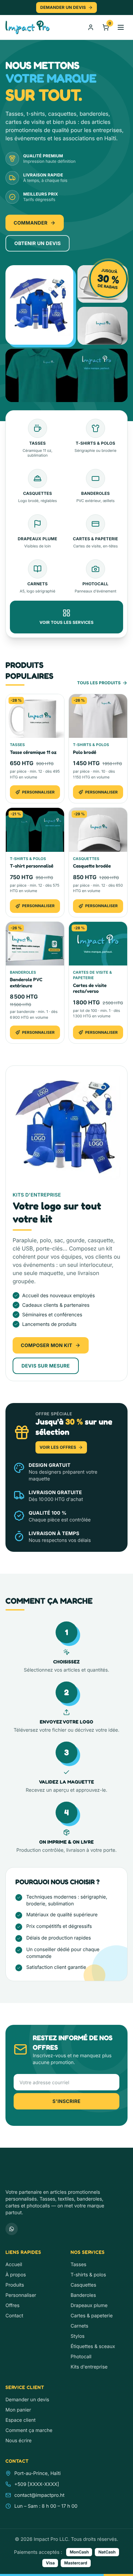 DEMANDER UN DEVIS →
Impact Pro
NOUS METTONS
VOTRE MARQUE
SUR TOUT.
Tasses, t-shirts, casquettes, banderoles, drapeaux et bien plus : des articles promotionnels de qualité pour les entreprises, les événements et les associations en Haïti.
QUALITÉ PREMIUM
Impression haute définition
LIVRAISON RAPIDE
À temps, à chaque fois
MEILLEURS PRIX
Tarifs dégressifs
COMMANDER →
OBTENIR UN DEVIS
JUSQU'À
30 %
DE RABAIS
TASSES
Céramique 11 oz, sublimation
T-SHIRTS & POLOS
Sérigraphie ou broderie
CASQUETTES
Logo brodé, réglables
BANDEROLES
PVC extérieur, œillets
DRAPEAUX PLUME
Visibles de loin
CARTES & PAPETERIE
Cartes de visite, en-têtes
CARNETS
A5, logo sérigraphié
PHOTOCALL
Panneaux d'événement
VOIR TOUS LES SERVICES
PRODUITS
POPULAIRES
TOUS LES PRODUITS →
TASSES
Tasse céramique 11 oz
650 HTG
PERSONNALISER
T-SHIRTS & POLOS
Polo brodé
1450 HTG
PERSONNALISER
T-SHIRTS & POLOS
T-shirt personnalisé
750 HTG
PERSONNALISER
CASQUETTES
Casquette brodée
850 HTG
PERSONNALISER
BANDEROLES
Banderole PVC extérieure
8 500 HTG
PERSONNALISER
CARTES DE VISITE & PAPETERIE
Cartes de visite recto/verso
1800 HTG
PERSONNALISER
KITS D'ENTREPRISE
Votre logo sur tout votre kit
Parapluie, polo, sac, gourde, casquette, clé USB, porte-clés… Composez un kit cohérent pour vos équipes, vos clients ou vos événements — un seul interlocuteur, une seule maquette, une livraison groupée.
Accueil des nouveaux employés
Cadeaux clients & partenaires
Séminaires et conférences
Lancements de produits
COMPOSER MON KIT →
DEVIS SUR MESURE
OFFRE SPÉCIALE
Jusqu'à 30 % sur une sélection
VOIR LES OFFRES →
DESIGN GRATUIT
Nos designers préparent votre maquette
LIVRAISON GRATUITE
Dès 10 000 HTG d'achat
QUALITÉ 100 %
Chaque pièce est contrôlée
LIVRAISON À TEMPS
Nous respectons vos délais
COMMENT ÇA MARCHE
1
CHOISISSEZ
Sélectionnez vos articles et quantités.
2
ENVOYEZ VOTRE LOGO
Téléversez votre fichier ou décrivez votre idée.
3
VALIDEZ LA MAQUETTE
Recevez un aperçu et approuvez-le.
4
ON IMPRIME & ON LIVRE
Production contrôlée, livraison à votre porte.
POURQUOI NOUS CHOISIR ?
Techniques modernes : sérigraphie, broderie, sublimation
Matériaux de qualité supérieure
Prix compétitifs et dégressifs
Délais de production rapides
Un conseiller dédié pour chaque commande
Satisfaction client garantie
RESTEZ INFORMÉ DE NOS OFFRES
Inscrivez-vous et ne manquez plus aucune promotion.
Votre adresse courriel
S'INSCRIRE
Votre partenaire en articles promotionnels personnalisés. Tasses, textiles, banderoles, cartes et photocalls — on met votre marque partout.
LIENS RAPIDES
Accueil
À propos
Produits
Personnaliser
Offres
Contact
NOS SERVICES
Tasses
T-shirts & polos
Casquettes
Banderoles
Drapeaux plume
Cartes & papeterie
Carnets
Stylos
Étiquettes & sceaux
Photocall
Kits d'entreprise
SERVICE CLIENT
Demander un devis
Mon panier
Espace client
Comment ça marche
Nous écrire
CONTACT
Port-au-Prince, Haïti
+509 [XXXX-XXXX]
contact@impactpro.ht
Lun – Sam : 8 h 00 – 17 h 00
© 2026 Impact Pro LLC. Tous droits réservés.
Paiements acceptés : MonCash NatCash
Visa Mastercard